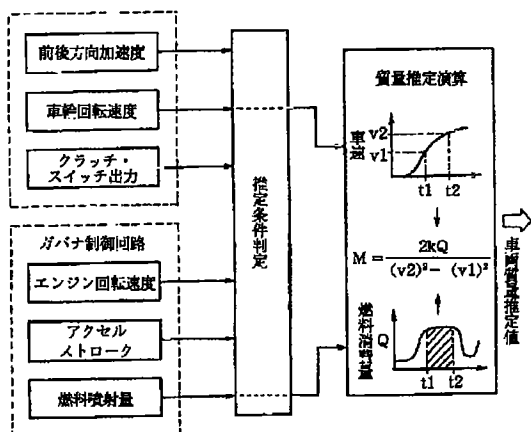 前後方向加速度
車輪回転速度
クラッチ・
スイッチ出力
ガバナ制御回路
エンジン回転速度
アクセル
ストローク
燃料噴射量
推定条件判定
質量推定演算
車速
v2
v1
t1 t2
M = 2kQ / (v2)² − (v1)²
燃料消費量
Q
t1 t2
車両質量推定値